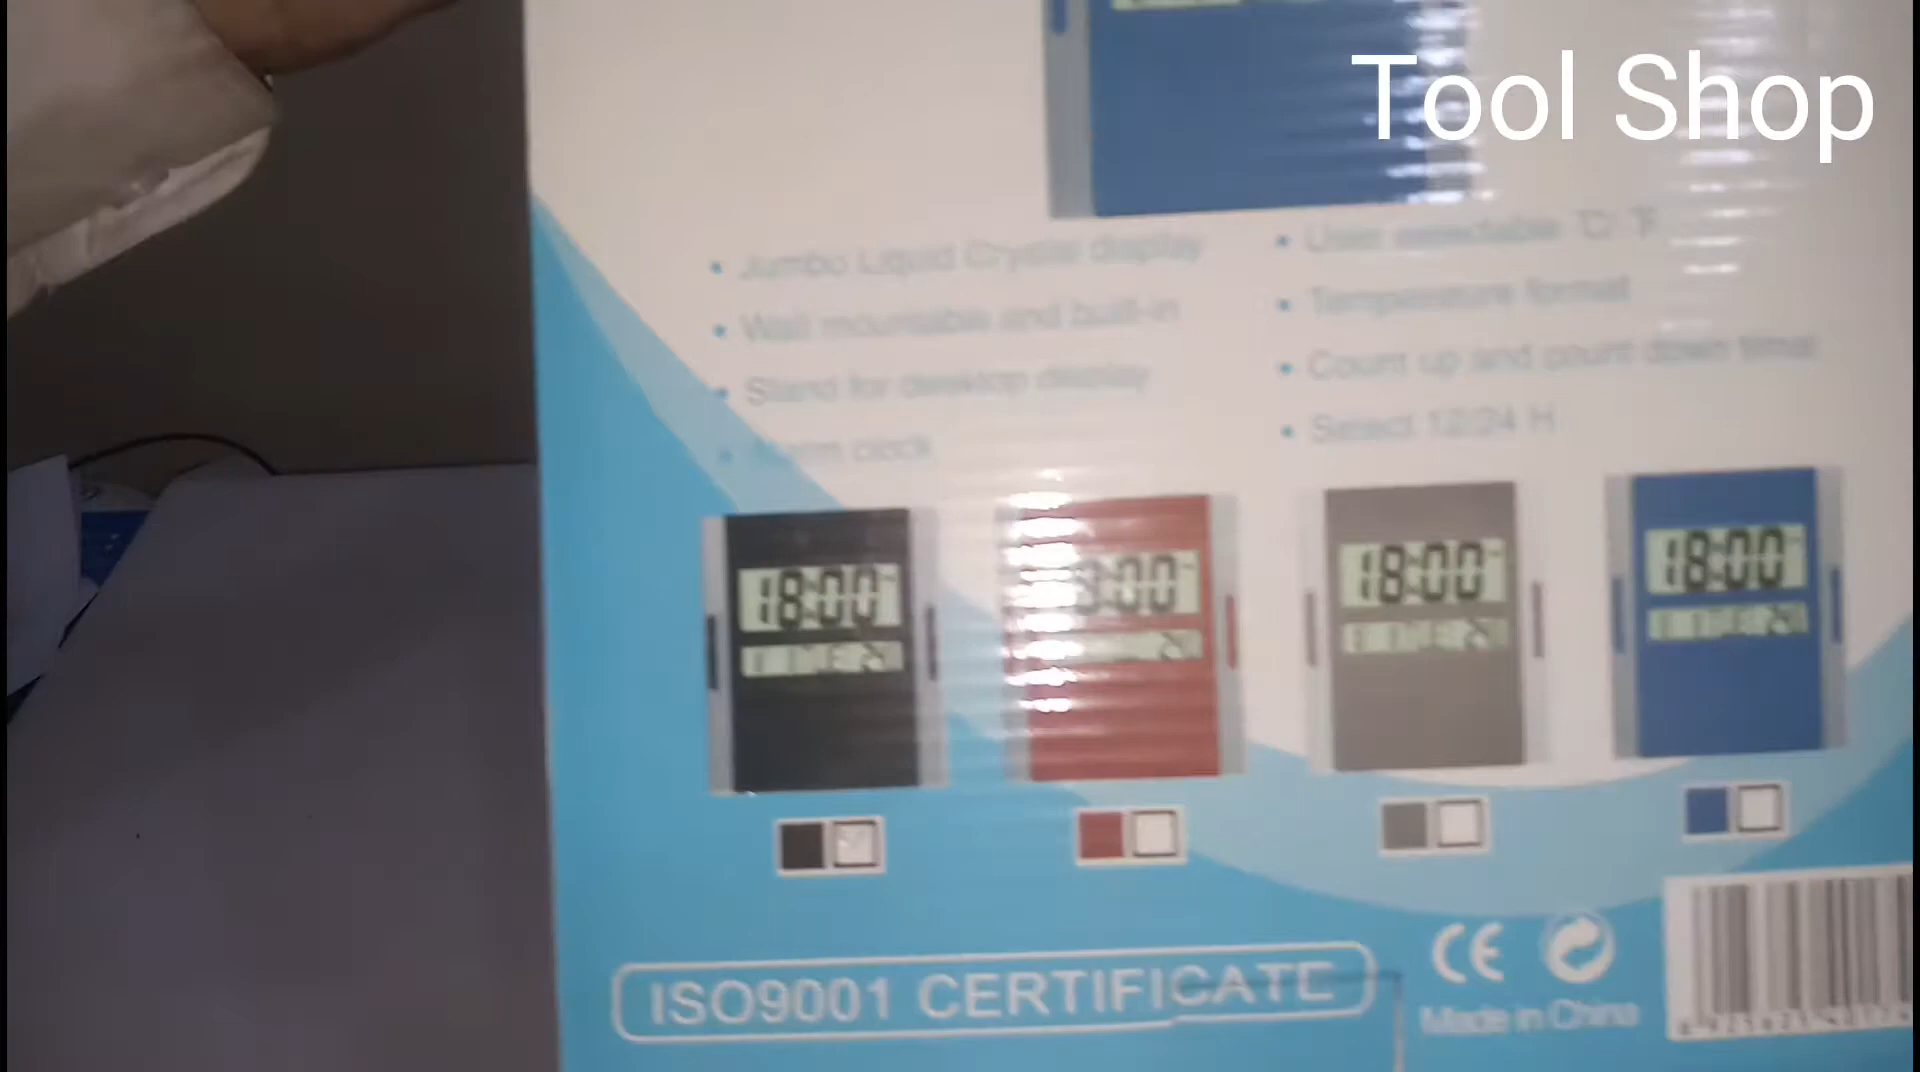 Tool Shop
• Jumbo Liquid Crystal display
• Wall mountable and built-in
• Stand for desktop display
• Alarm clock
• User selectable °C °F
• Temperature format
• Count up and count down timer
• Select 12/24 H
18:00
:00
18:00
18:00
ISO9001 CERTIFICATE
CE
Made in China